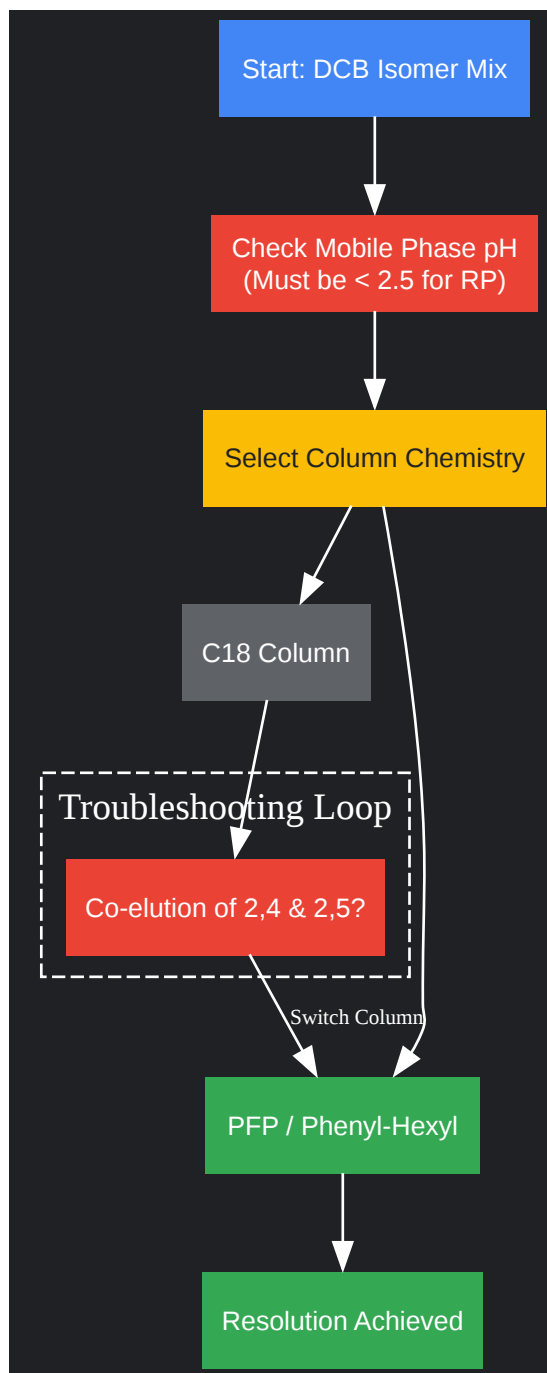 Start: DCB Isomer Mix
Check Mobile Phase pH
(Must be < 2.5 for RP)
Select Column Chemistry
C18 Column
Troubleshooting Loop
Co-elution of 2,4 & 2,5?
Switch Column
PFP / Phenyl-Hexyl
Resolution Achieved